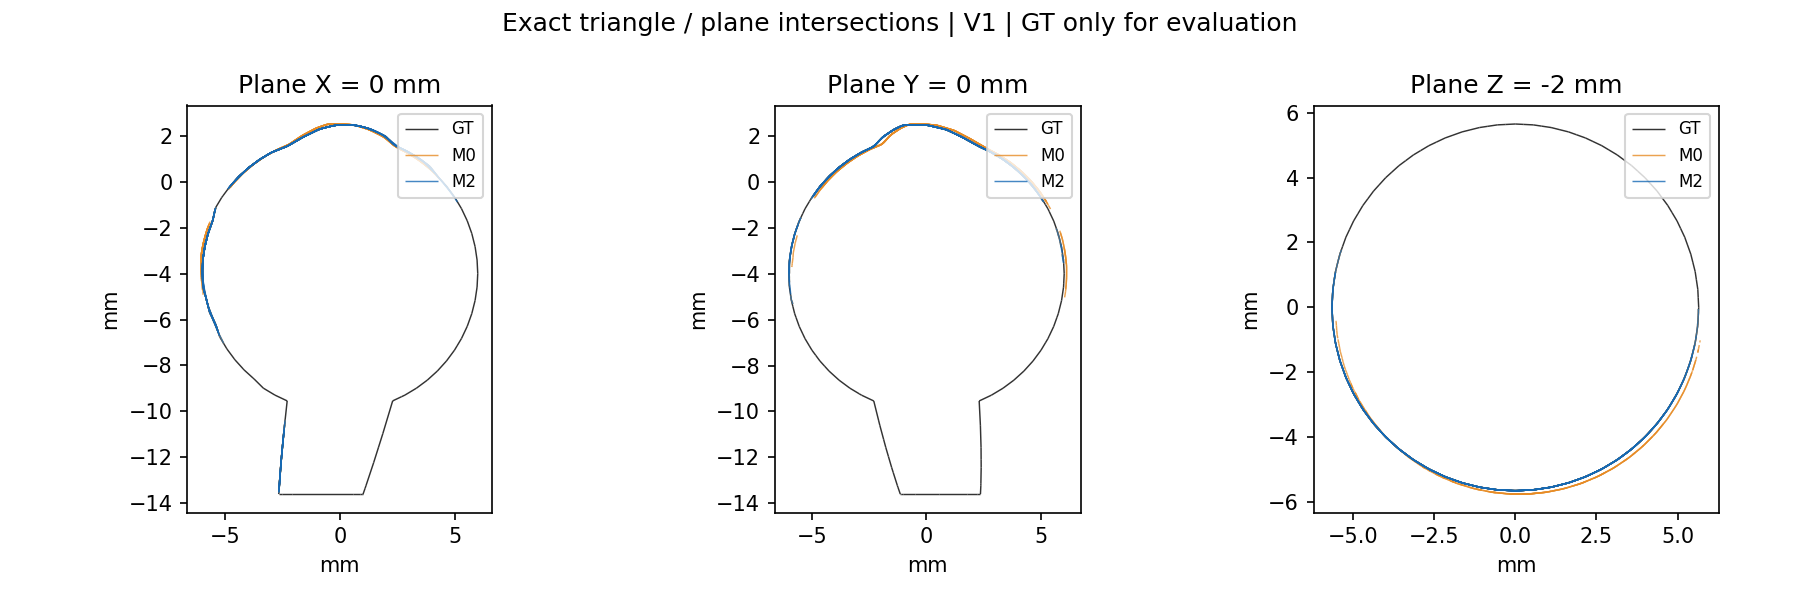 Exact triangle / plane intersections | V1 | GT only for evaluation
Plane X = 0 mm
GT
M0
M2
2
0
−2
−4
−6
−8
−10
−12
−14
mm
−5
0
5
mm
Plane Y = 0 mm
GT
M0
M2
2
0
−2
−4
−6
−8
−10
−12
−14
mm
−5
0
5
mm
Plane Z = -2 mm
GT
M0
M2
6
4
2
0
−2
−4
−6
mm
−5.0
−2.5
0.0
2.5
5.0
mm